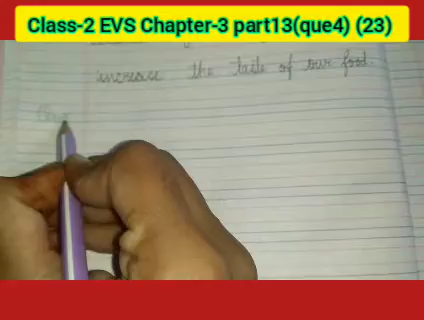 Class-2 EVS Chapter-3 part13(que4) (23)
increase the taste of our food.